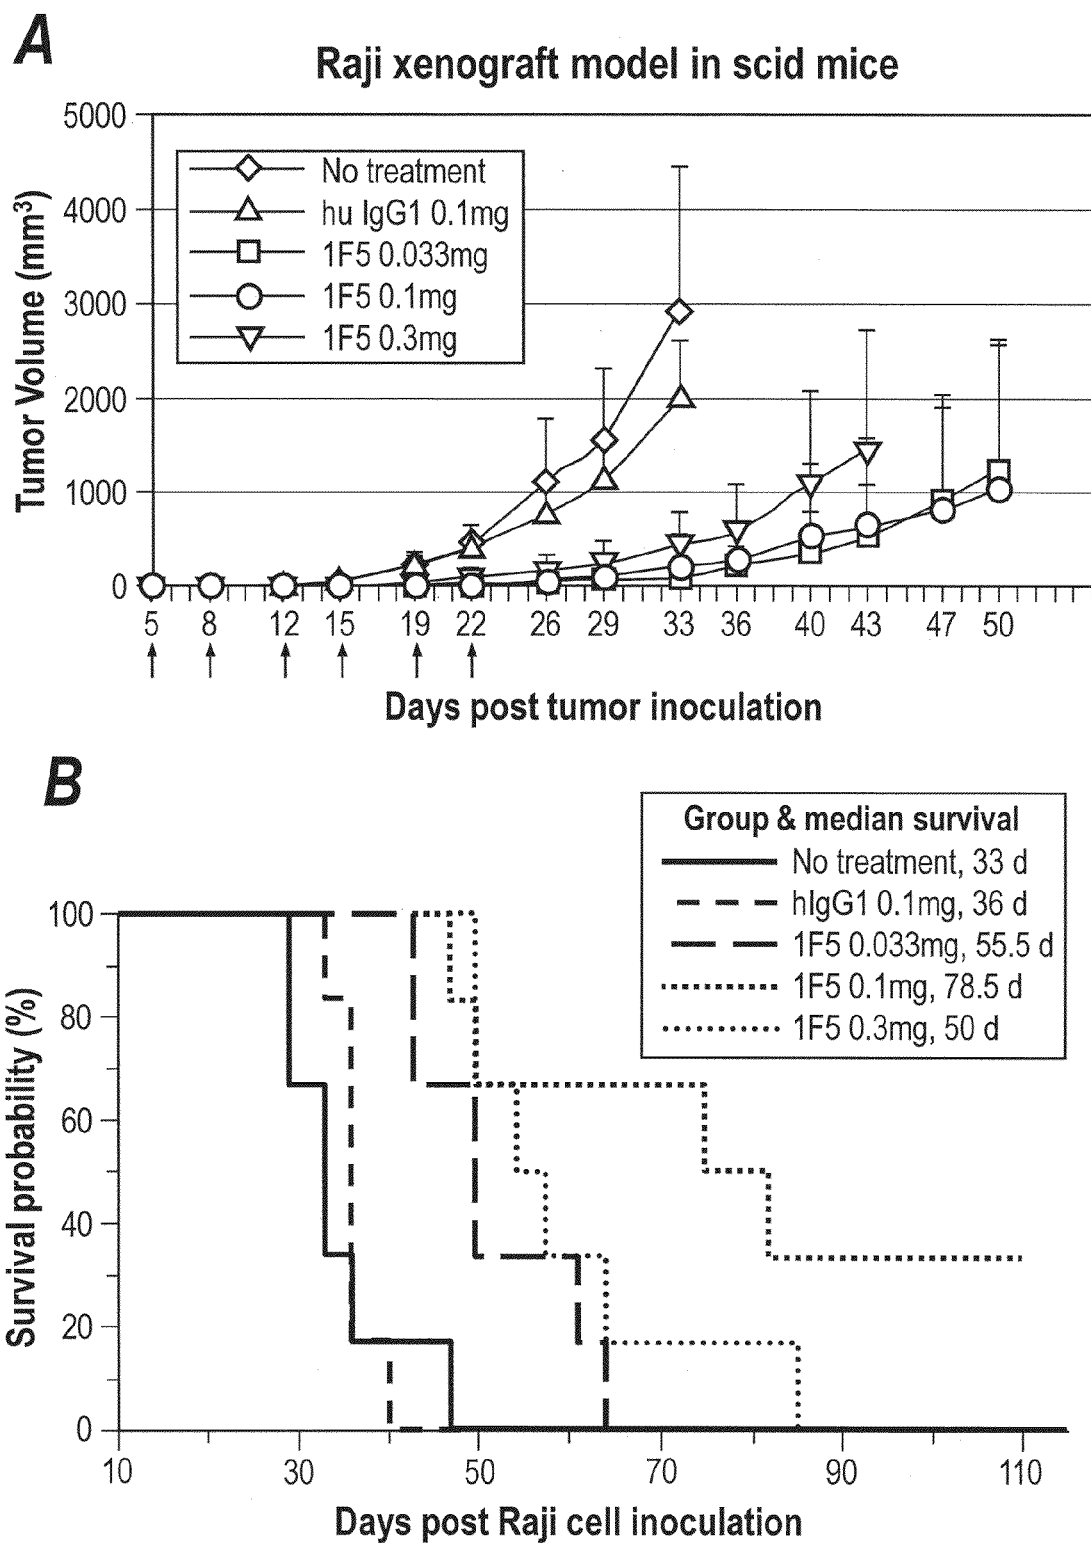 A
Raji xenograft model in scid mice
5000
4000
3000
2000
1000
0
Tumor Volume (mm³)
No treatment
hu IgG1 0.1mg
1F5 0.033mg
1F5 0.1mg
1F5 0.3mg
5 8 12 15 19 22 26 29 33 36 40 43 47 50
Days post tumor inoculation
B
Group & median survival
No treatment, 33 d
hIgG1 0.1mg, 36 d
1F5 0.033mg, 55.5 d
1F5 0.1mg, 78.5 d
1F5 0.3mg, 50 d
100
80
60
40
20
0
Survival probability (%)
10 30 50 70 90 110
Days post Raji cell inoculation